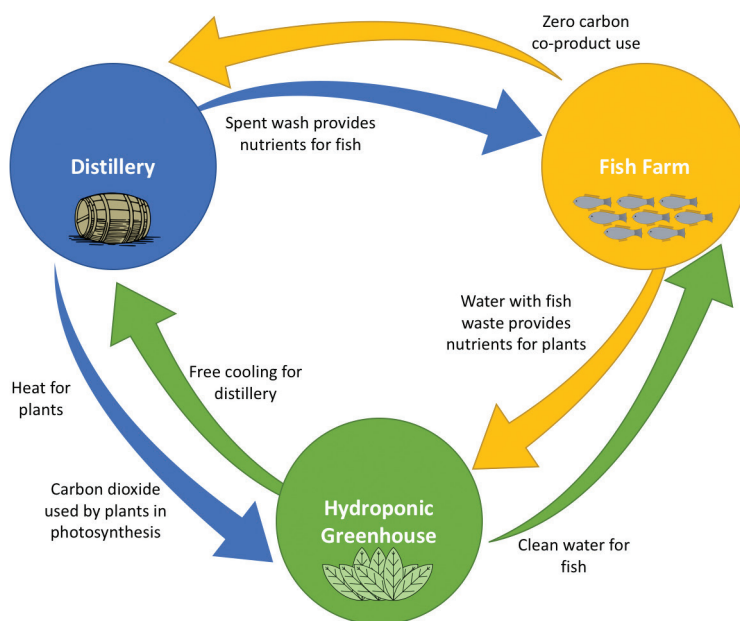 Zero carbon
co-product use
Spent wash provides
nutrients for fish
Distillery
Fish Farm
Water with fish
waste provides
nutrients for plants
Free cooling for
distillery
Heat for
plants
Carbon dioxide
used by plants in
photosynthesis
Hydroponic
Greenhouse
Clean water for
fish